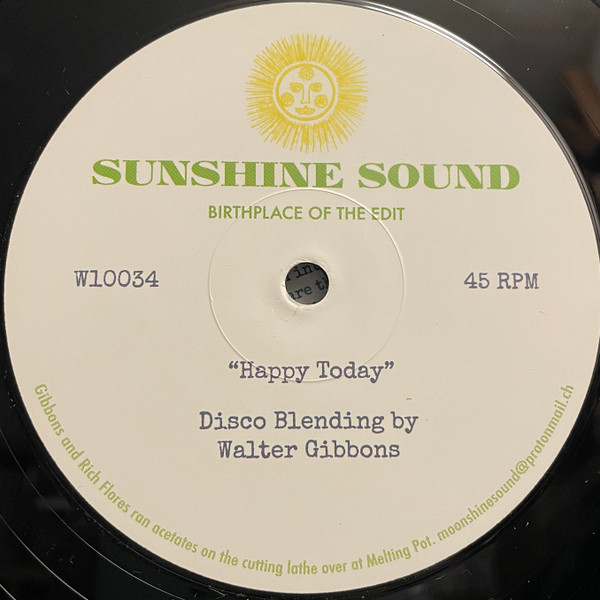 SUNSHINE SOUND
BIRTHPLACE OF THE EDIT
W10034
45 RPM
“Happy Today”
Disco Blending by
Walter Gibbons
Gibbons and Rich Flores ran acetates on the cutting lathe over at Melting Pot. moonshinesound@protonmail.ch